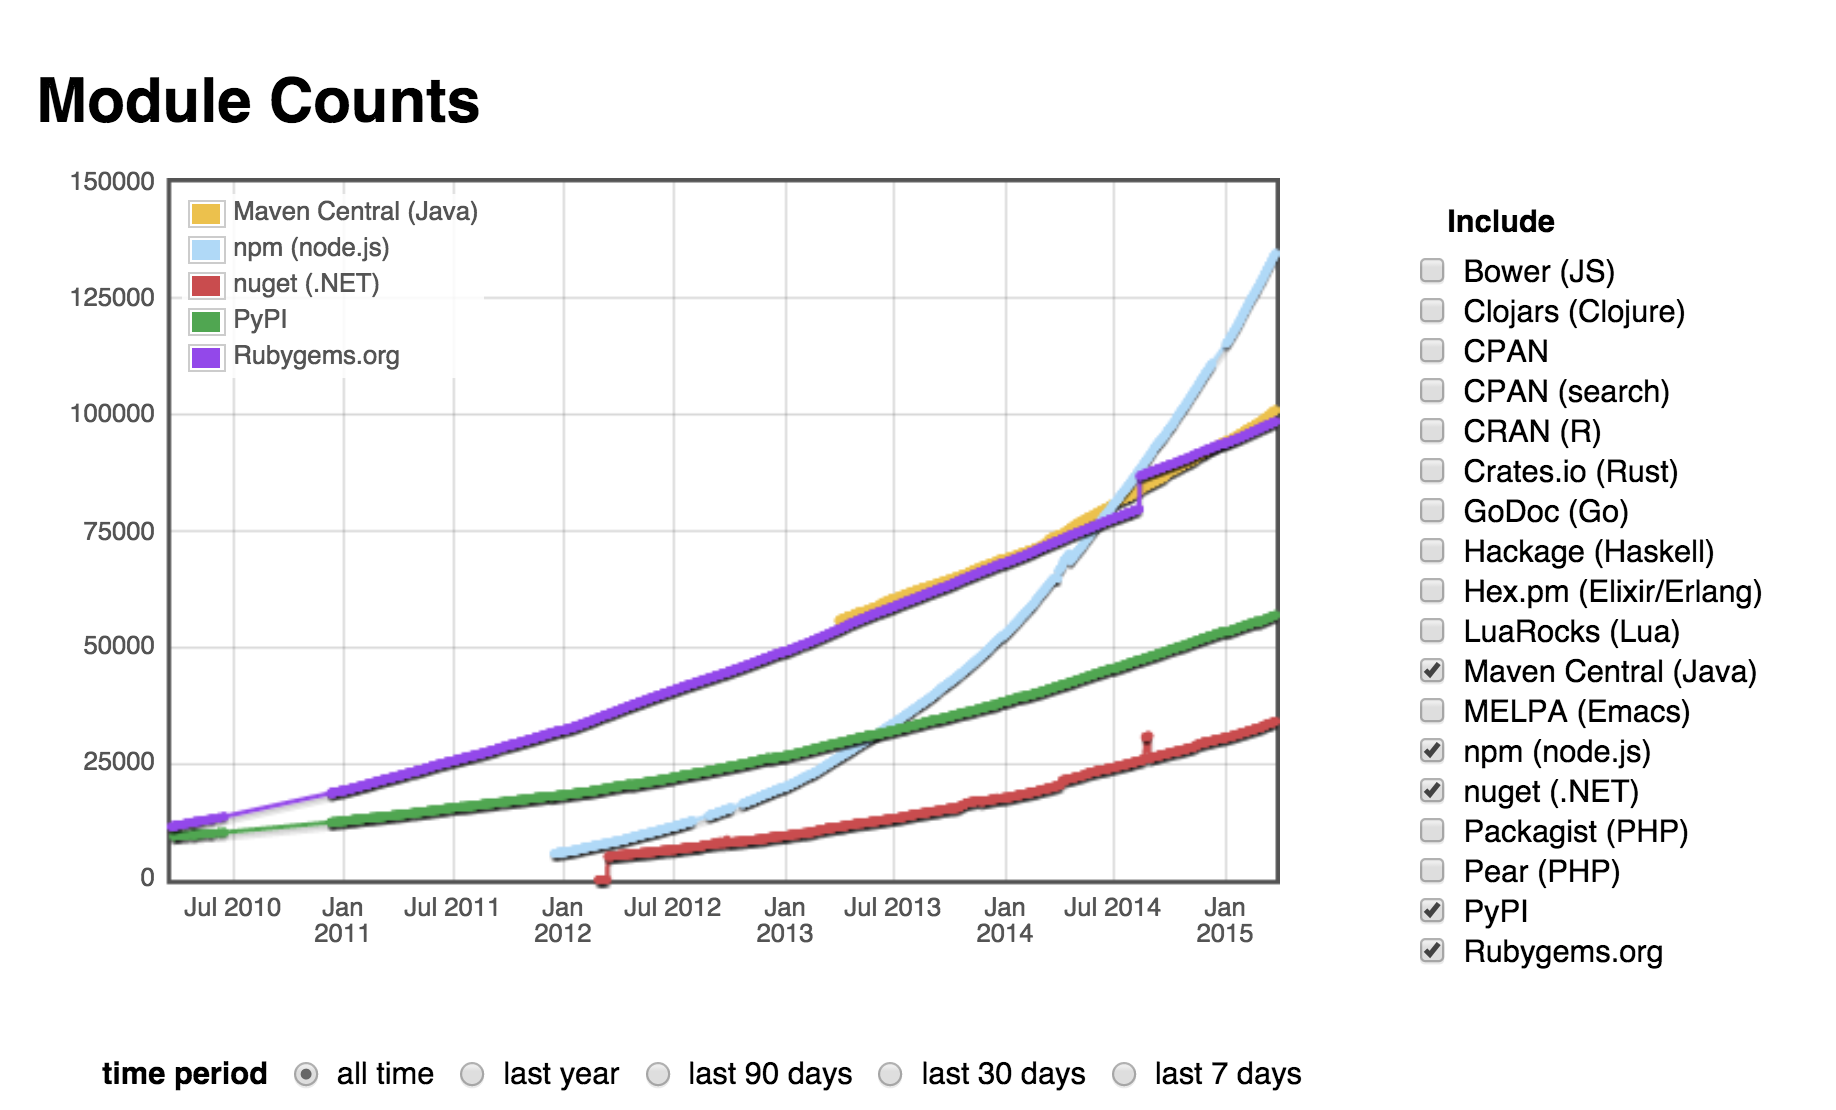 Module Counts
150000
125000
100000
75000
50000
25000
0
Maven Central (Java)
npm (node.js)
nuget (.NET)
PyPI
Rubygems.org
Jul 2010
Jan
2011
Jul 2011
Jan
2012
Jul 2012
Jan
2013
Jul 2013
Jan
2014
Jul 2014
Jan
2015
Include
Bower (JS)
Clojars (Clojure)
CPAN
CPAN (search)
CRAN (R)
Crates.io (Rust)
GoDoc (Go)
Hackage (Haskell)
Hex.pm (Elixir/Erlang)
LuaRocks (Lua)
Maven Central (Java)
MELPA (Emacs)
npm (node.js)
nuget (.NET)
Packagist (PHP)
Pear (PHP)
PyPI
Rubygems.org
time period all time last year last 90 days last 30 days last 7 days